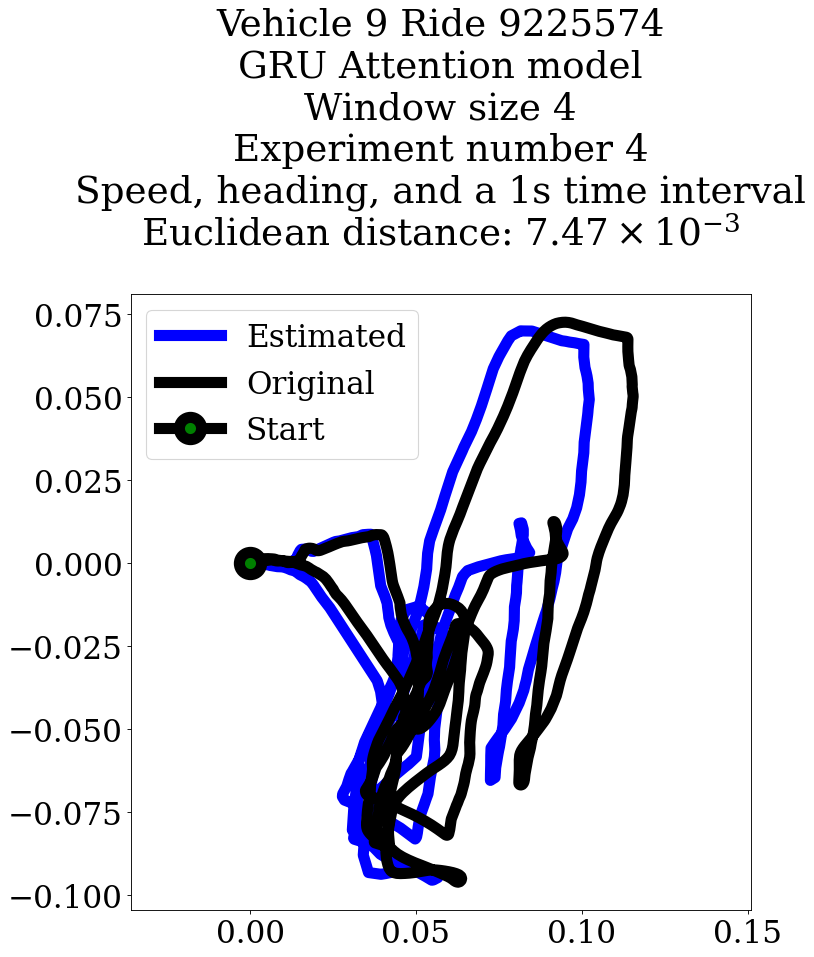 Vehicle 9 Ride 9225574
GRU Attention model
Window size 4
Experiment number 4
Speed, heading, and a 1s time interval
Euclidean distance: 7.47 × 10⁻³
0.075
0.050
0.025
0.000
−0.025
−0.050
−0.075
−0.100
Estimated
Original
Start
0.00 0.05 0.10 0.15